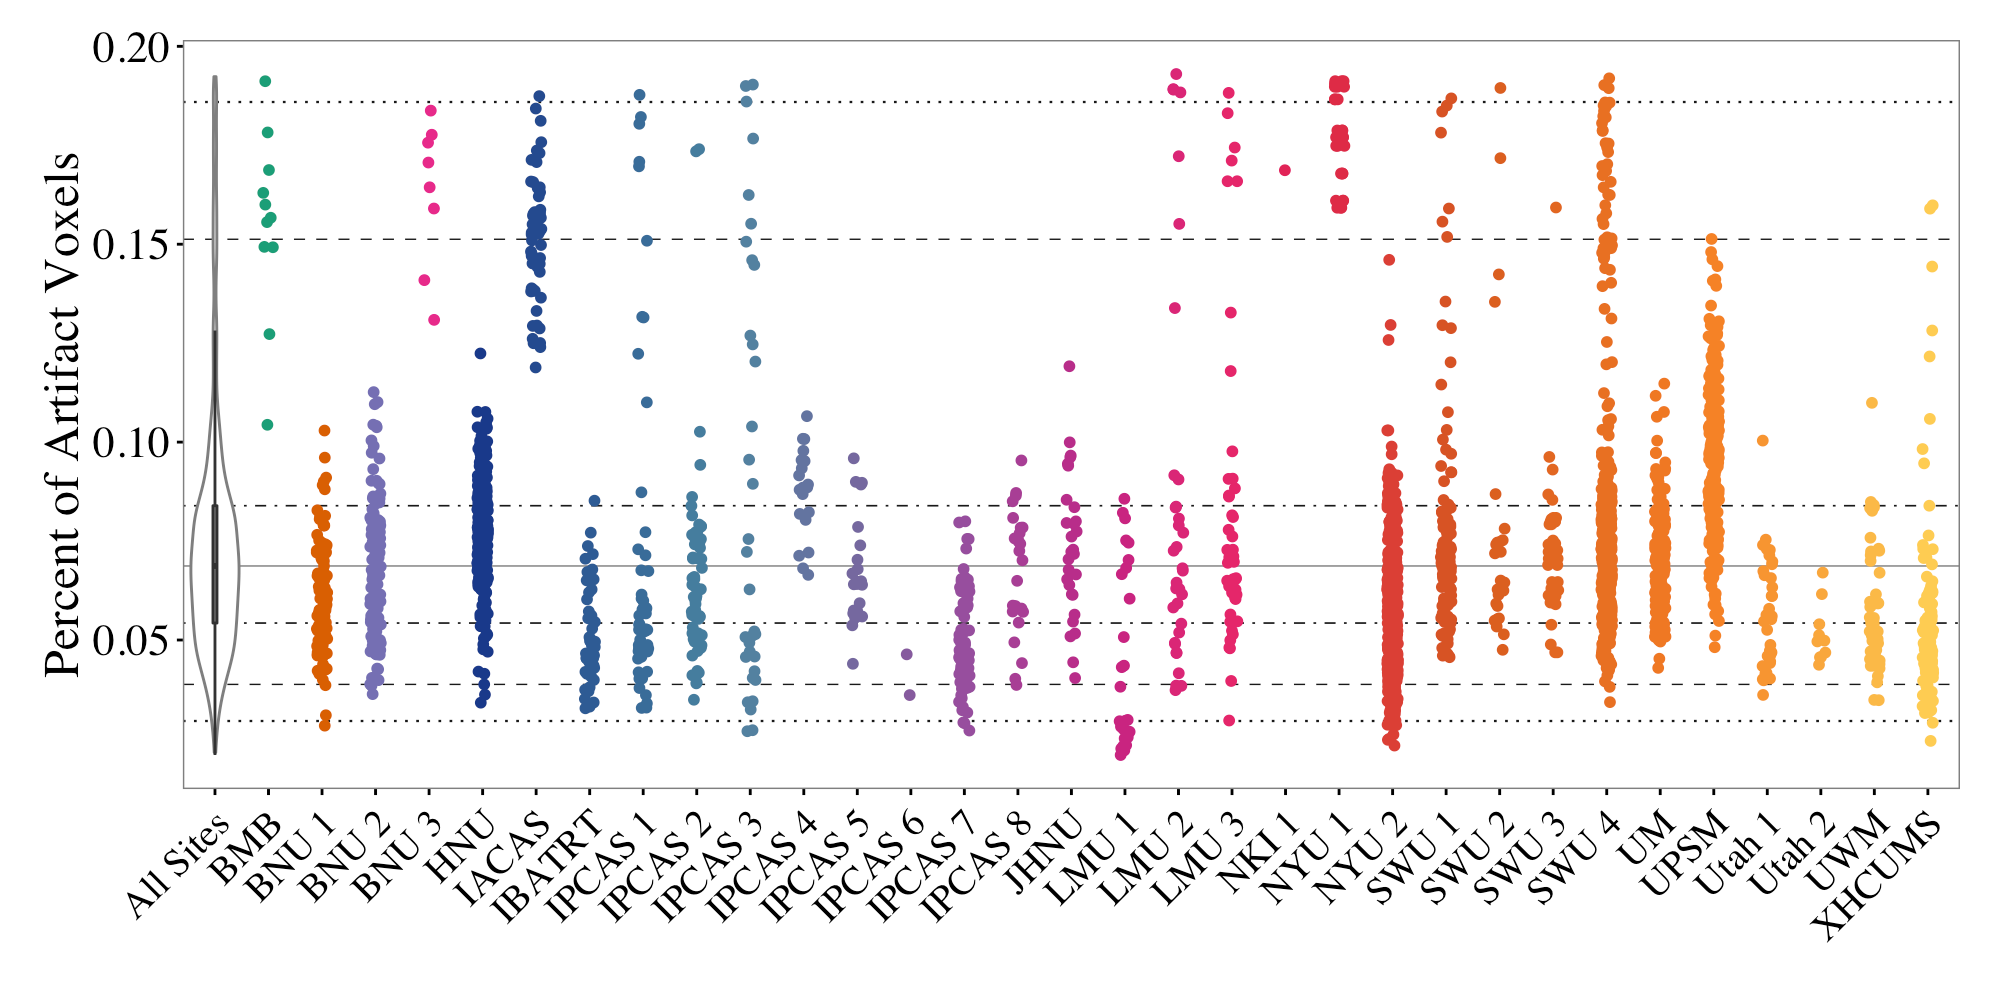 Percent of Artifact Voxels
0.20
0.15
0.10
0.05
All Sites
BMB
BNU 1
BNU 2
BNU 3
HNU
IACAS
IBATRT
IPCAS 1
IPCAS 2
IPCAS 3
IPCAS 4
IPCAS 5
IPCAS 6
IPCAS 7
IPCAS 8
JHNU
LMU 1
LMU 2
LMU 3
NKI 1
NYU 1
NYU 2
SWU 1
SWU 2
SWU 3
SWU 4
UM
UPSM
Utah 1
Utah 2
UWM
XHCUMS